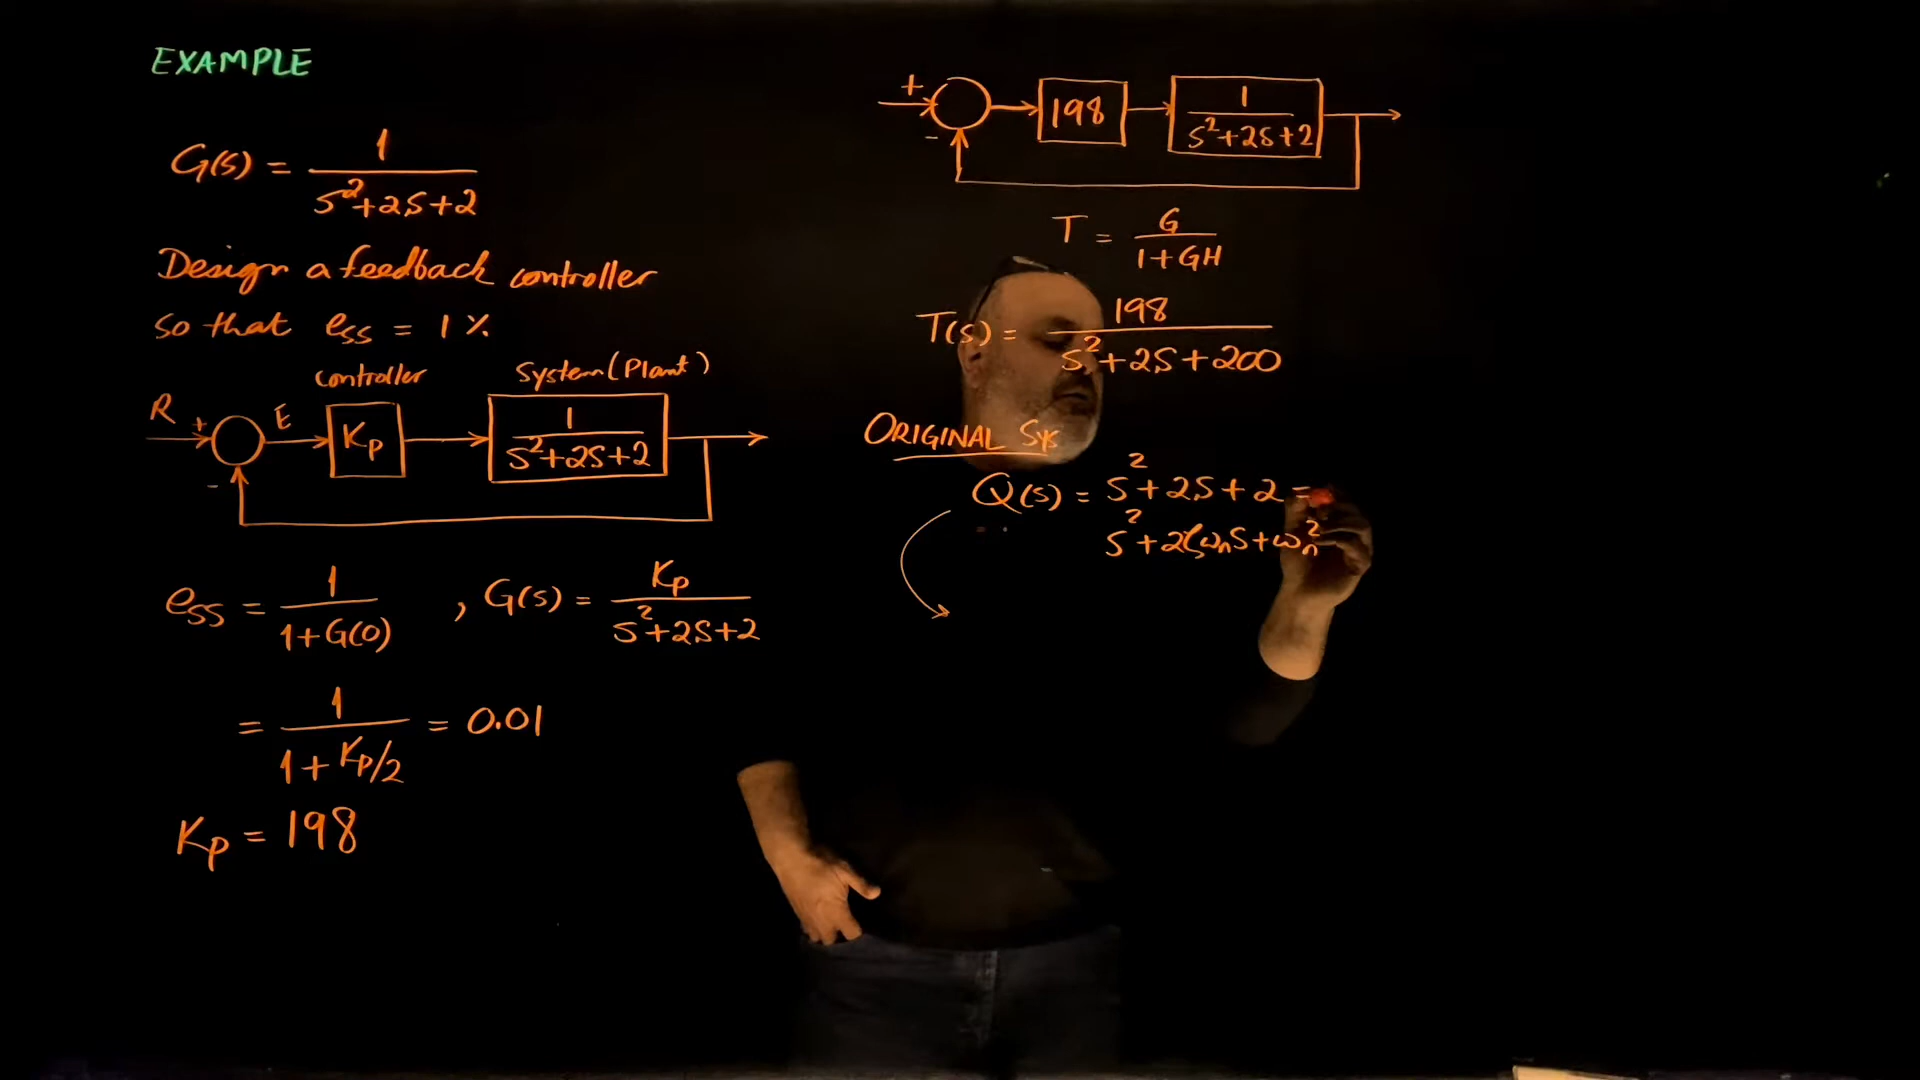 EXAMPLE
G(s) = 1 / (s² + 2s + 2)
Design a feedback controller
so that ess = 1 %
controller System (Plant)
R + E Kp 1 / (s² + 2s + 2)
-
ess = 1 / (1 + G(0)) , G(s) = Kp / (s² + 2s + 2)
= 1 / (1 + Kp/2) = 0.01
Kp = 198
+ 198 1 / (s² + 2s + 2)
-
T = G / (1 + GH)
T(s) = 198 / (s² + 2s + 200)
ORIGINAL Sys
Q(s) = s² + 2s + 2 =
s² + 2ζωns + ωn²